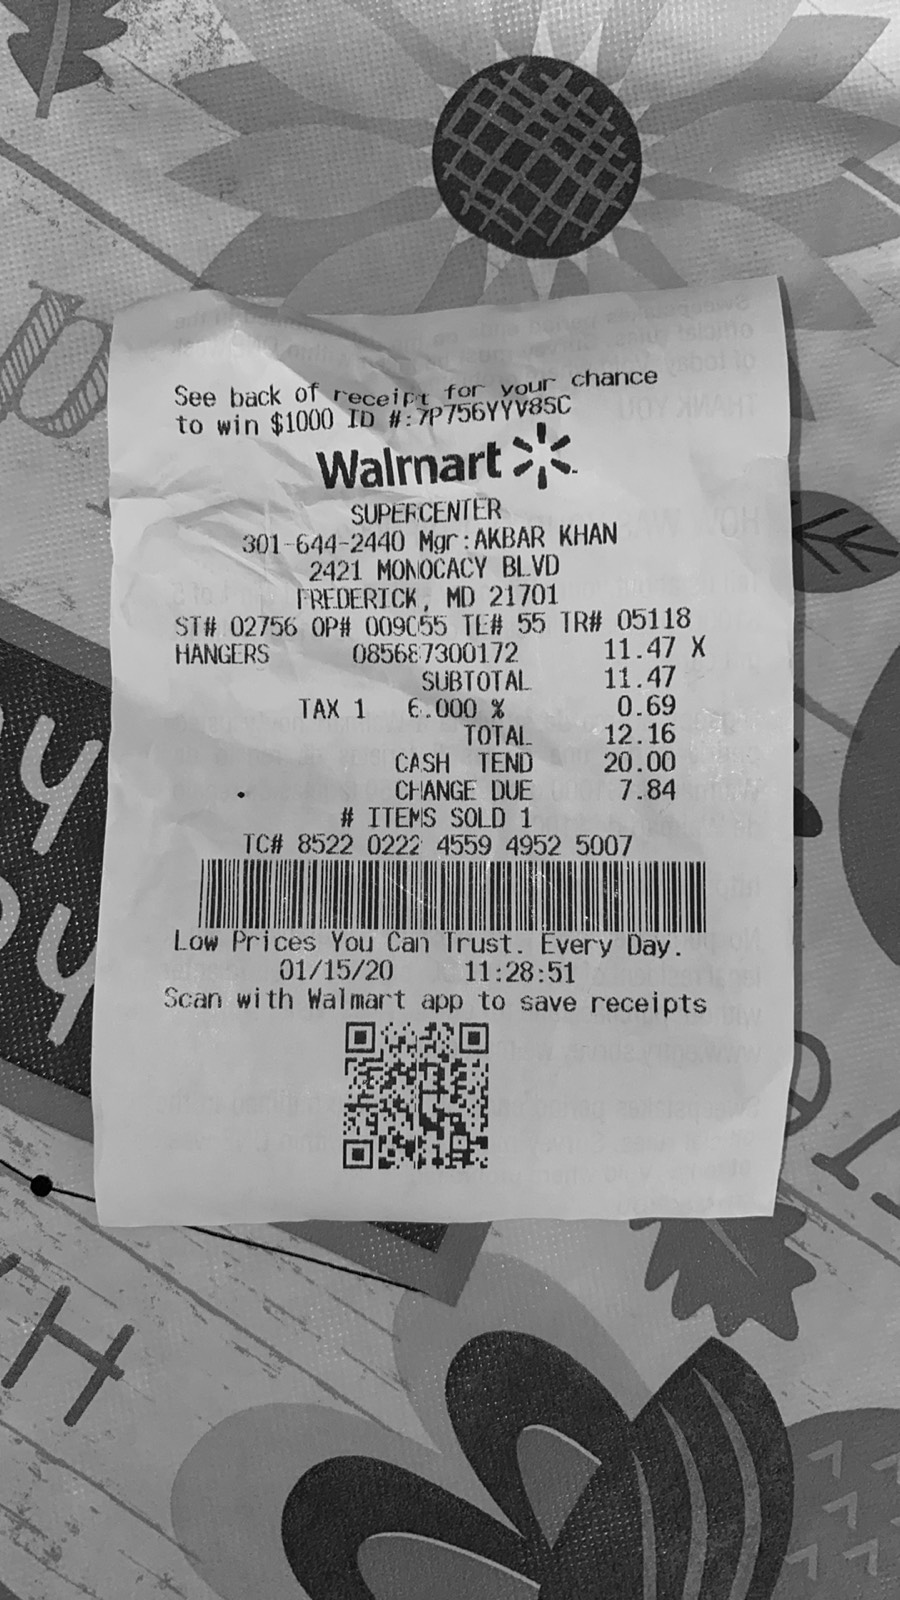 See back of receipt for your chance
to win $1000 ID #:7P756YYV8SC
Walmart
SUPERCENTER
301-644-2440 Mgr:AKBAR KHAN
2421 MONOCACY BLVD
FREDERICK, MD 21701
ST# 02756 OP# 009055 TE# 55 TR# 05118
HANGERS 085687300172 11.47 X
SUBTOTAL 11.47
TAX 1 6.000 % 0.69
TOTAL 12.16
CASH TEND 20.00
CHANGE DUE 7.84
# ITEMS SOLD 1
TC# 8522 0222 4559 4952 5007
Low Prices You Can Trust. Every Day.
01/15/20 11:28:51
Scan with Walmart app to save receipts